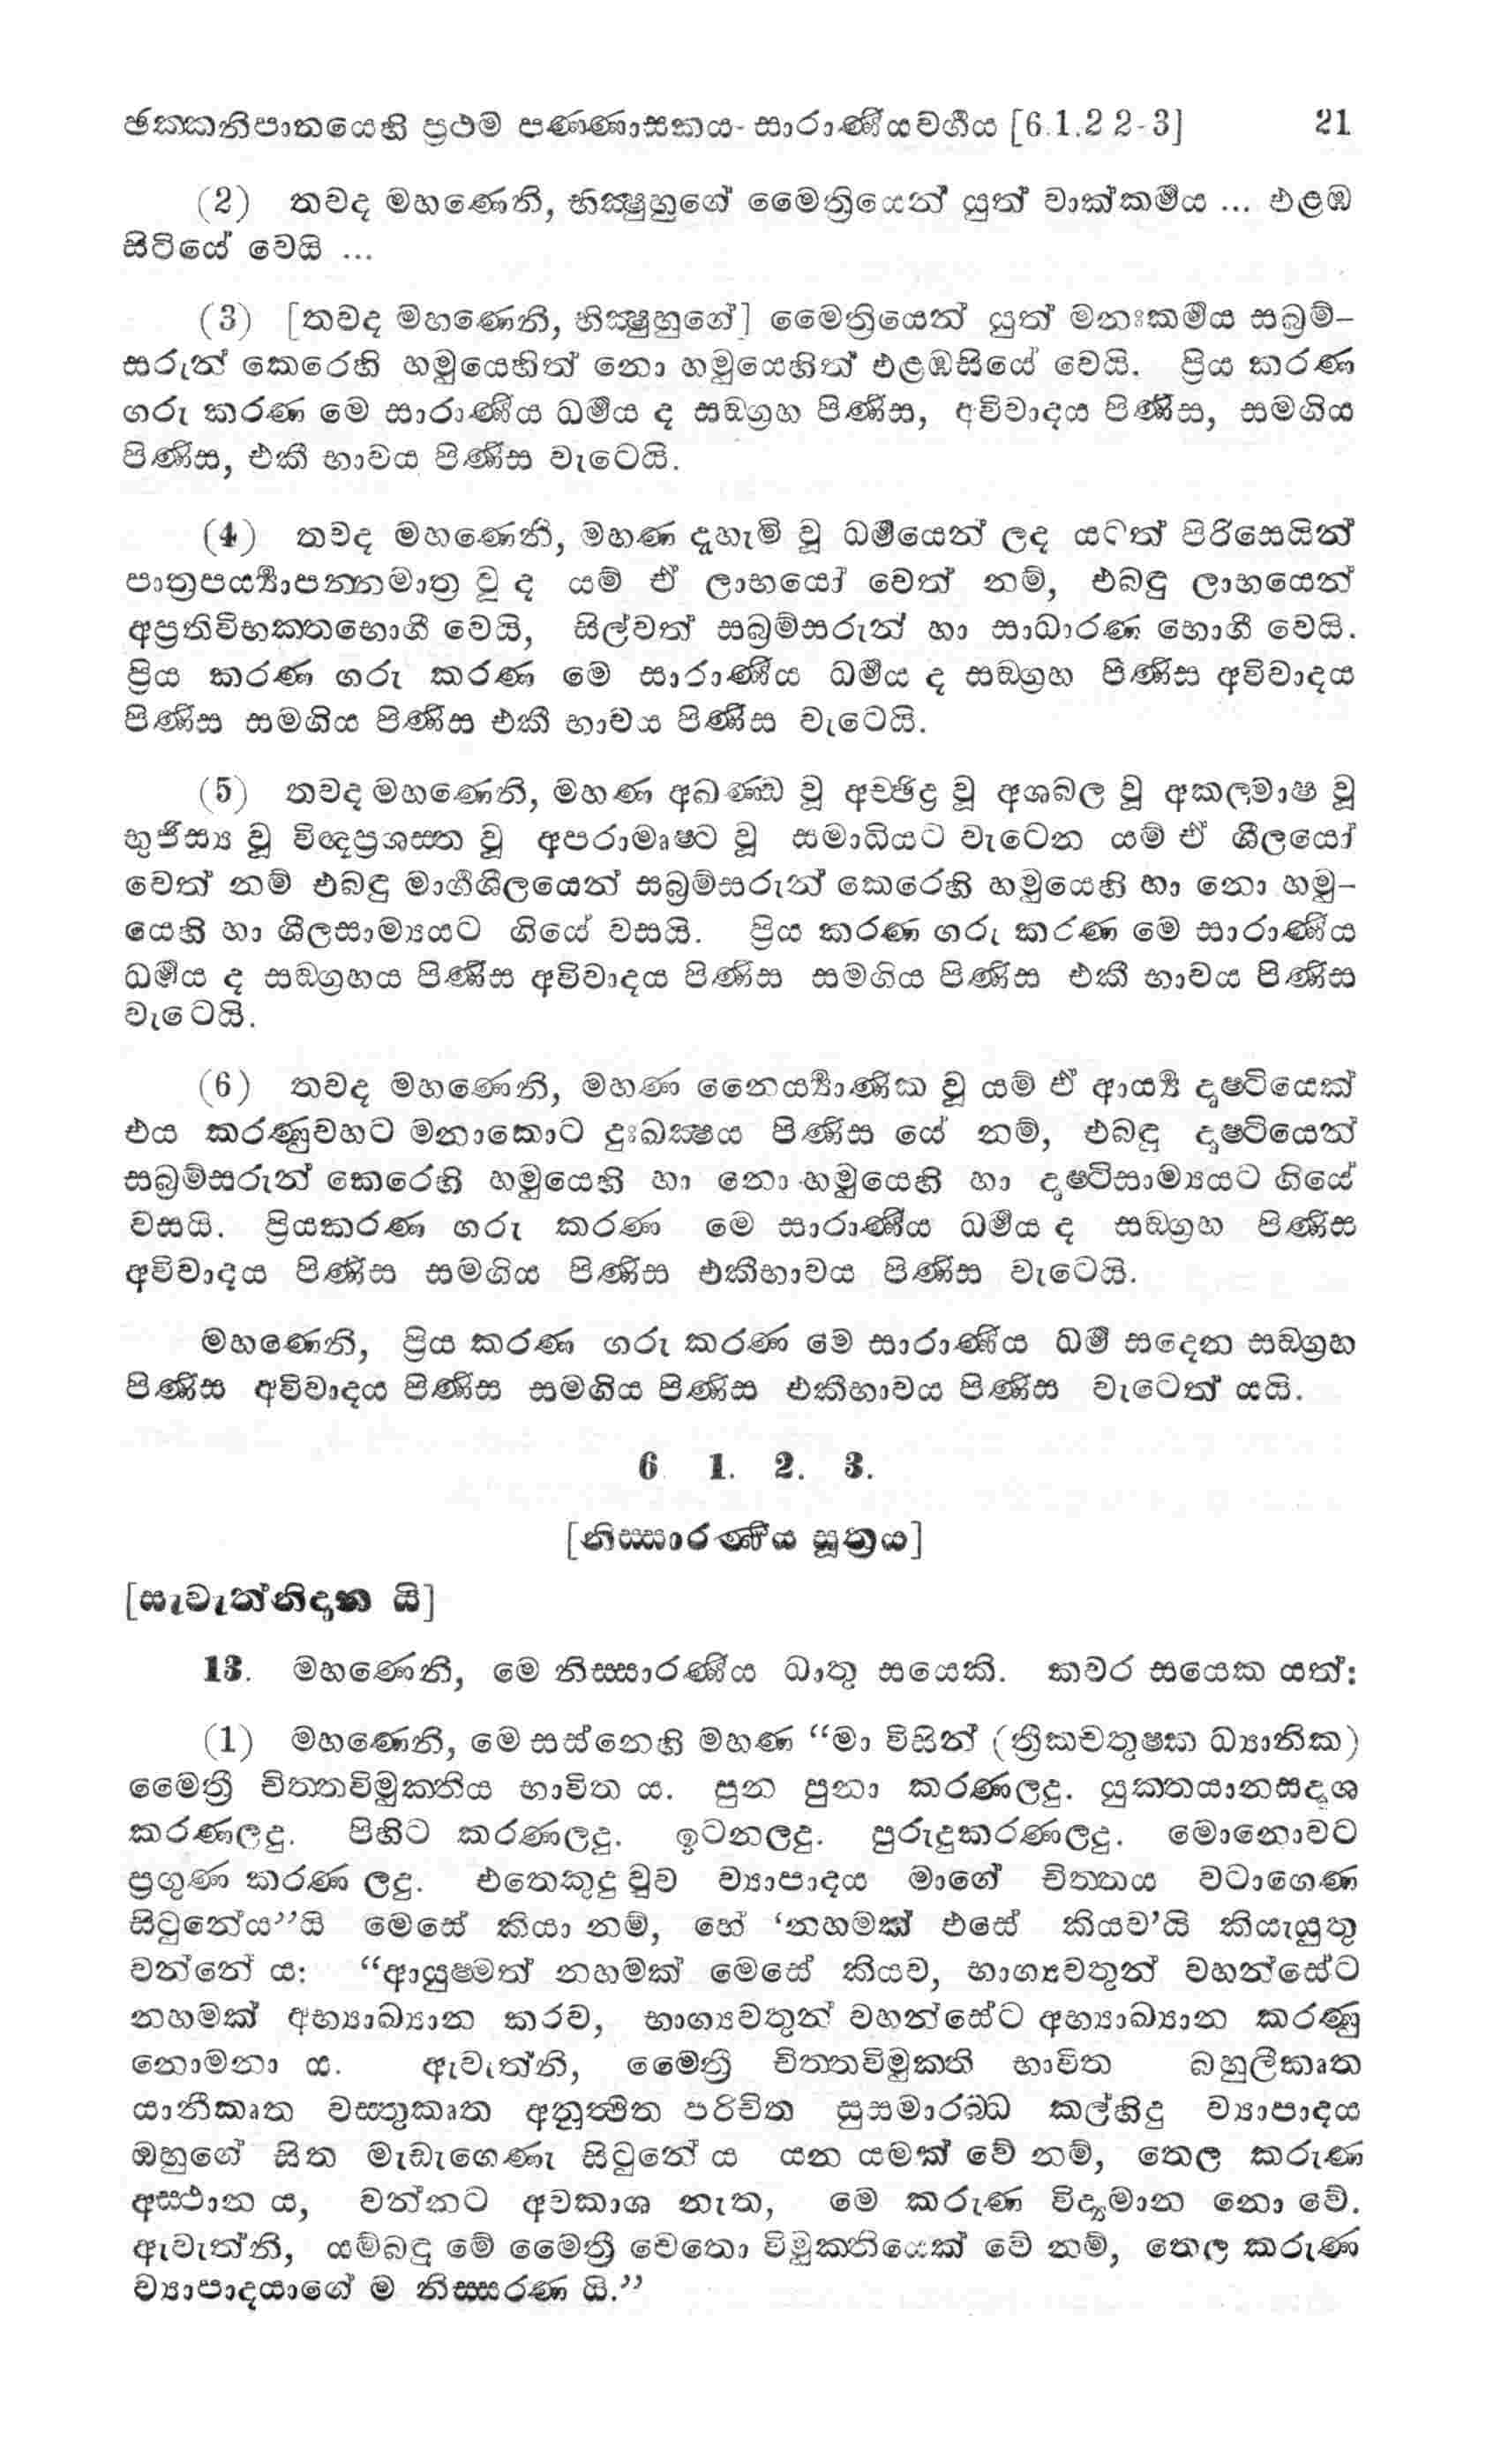 ඡක්කනිපාතයෙහි ප්‍රථම පණ්ණාසකය- සාරාණීයවර්‍ගය [6.1.2 2-3] 21
(2) තවද මහණෙනි, භික්‍ෂුහුගේ මෛත්‍රියෙන් යුත් වාක්කර්‍මය ... එළඹ
සිටියේ වෙයි ...
(3) [තවද මහණෙනි, භික්‍ෂුහුගේ] මෛත්‍රියෙන් යුත් මනඃකර්‍මය සබ්‍රම්–
සරුන් කෙරෙහි හමුයෙහිත් නො හමුයෙහිත් එළඹසියේ වෙයි. ප්‍රිය කරණ
ගරු කරණ මෙ සාරාණීය ධර්‍මය ද සඞ්ග්‍රහ පිණිස, අවිවාදය පිණිස, සමගිය
පිණිස, එකී භාවය පිණිස වැටෙයි.
(4) තවද මහණෙනි, මහණ දැහැමි වූ ධර්‍මයෙන් ලද යටත් පිරිසෙයින්
පාත්‍රපර්‍ය්‍යාපන්නමාත්‍ර වූ ද යම් ඒ ලාභයෝ වෙත් නම්, එබඳු ලාභයෙන්
අප්‍රතිවිභක්තභොගී වෙයි, සිල්වත් සබ්‍රම්සරුන් හා සාධාරණ භොගී වෙයි.
ප්‍රිය කරණ ගරු කරණ මෙ සාරාණීය ධර්‍මය ද සඞ්ග්‍රහ පිණිස අවිවාදය
පිණිස සමගිය පිණිස එකී භාවය පිණිස වැටෙයි.
(5) තවද මහණෙනි, මහණ අඛණ්ඩ වූ අච්ඡිද්‍ර වූ අශබල වූ අකල්මාෂ වූ
භුජිස්‍ය වූ විඥප්‍රශස්ත වූ අපරාමෘෂ්ට වූ සමාධියට වැටෙන යම් ඒ ශීලයෝ
වෙත් නම් එබඳු මාර්‍ගශීලයෙන් සබ්‍රම්සරුන් කෙරෙහි හමුයෙහි හා නො හමු–
යෙහි හා ශීලසාම්‍යයට ගියේ වසයි. ප්‍රිය කරණ ගරු කරණ මෙ සාරාණීය
ධර්‍මය ද සඞ්ග්‍රහය පිණිස අවිවාදය පිණිස සමගිය පිණිස එකී භාවය පිණිස
වැටෙයි.
(6) තවද මහණෙනි, මහණ නෛර්‍ය්‍යාණික වූ යම් ඒ ආර්‍ය්‍ය දෘෂ්ටියෙක්
එය කරණුවහට මනාකොට දුඃඛක්‍ෂය පිණිස යේ නම්, එබඳු දෘෂ්ටියෙන්
සබ්‍රම්සරුන් කෙරෙහි හමුයෙහි හා නො හමුයෙහි හා දෘෂ්ටිසාම්‍යයට ගියේ
වසයි. ප්‍රියකරණ ගරු කරණ මෙ සාරාණීය ධර්‍මය ද සඞ්ග්‍රහ පිණිස
අවිවාදය පිණිස සමගිය පිණිස එකීභාවය පිණිස වැටෙයි.
මහණෙනි, ප්‍රිය කරණ ගරු කරණ මෙ සාරාණීය ධර්‍ම සදෙන සඞ්ග්‍රහ
පිණිස අවිවාදය පිණිස සමගිය පිණිස එකීභාවය පිණිස වැටෙත් යයි.
6 1. 2. 3.
[නිස්සාරණීය සූත්‍රය]
[සැවැත්නිදාන යි]
13. මහණෙනි, මෙ නිස්සාරණීය ධාතු සයෙකි. කවර සයෙක යත්:
(1) මහණෙනි, මෙ සස්නෙහි මහණ “මා විසින් (ත්‍රිකචතුෂ්ක ධ්‍යානික)
මෛත්‍රී චිත්තවිමුක්තිය භාවිත ය. පුන පුනා කරණලදු. යුක්තයානසදෘශ
කරණලදු. පිහිට කරණලදු. ඉටනලදු. පුරුදුකරණලදු. මොනොවට
ප්‍රගුණ කරණ ලදු. එතෙකුදු වුව ව්‍යාපාදය මාගේ චිත්තය වටාගෙණ
සිටුනේය”යි මෙසේ කියා නම්, හේ ‘නහමක් එසේ කියව’යි කියැයුතු
වන්නේ ය: “ආයුෂ්මත් නහමක් මෙසේ කියව, භාග්‍යවතුන් වහන්සේට
නහමක් අභ්‍යාඛ්‍යාන කරව, භාග්‍යවතුන් වහන්සේට අභ්‍යාඛ්‍යාන කරණු
නොමනා ය. ඇවැත්නි, මෛත්‍රී චිත්තවිමුක්ති භාවිත බහුලීකෘත
යානීකෘත වස්තුකෘත අනුත්ථිත පරිචිත සුසමාරබ්ධ කල්හිදු ව්‍යාපාදය
ඔහුගේ සිත මැඩැගෙණැ සිටුනේ ය යන යමක් වේ නම්, තෙල කරුණ
අස්ථාන ය, වන්නට අවකාශ නැත, මෙ කරුණ විද්‍යමාන නො වේ.
ඇවැත්නි, යම්බඳු මේ මෛත්‍රී චෙතො විමුක්තියෙක් වේ නම්, තෙල කරුණ
ව්‍යාපාදයාගේ ම නිස්සරණ යි.”